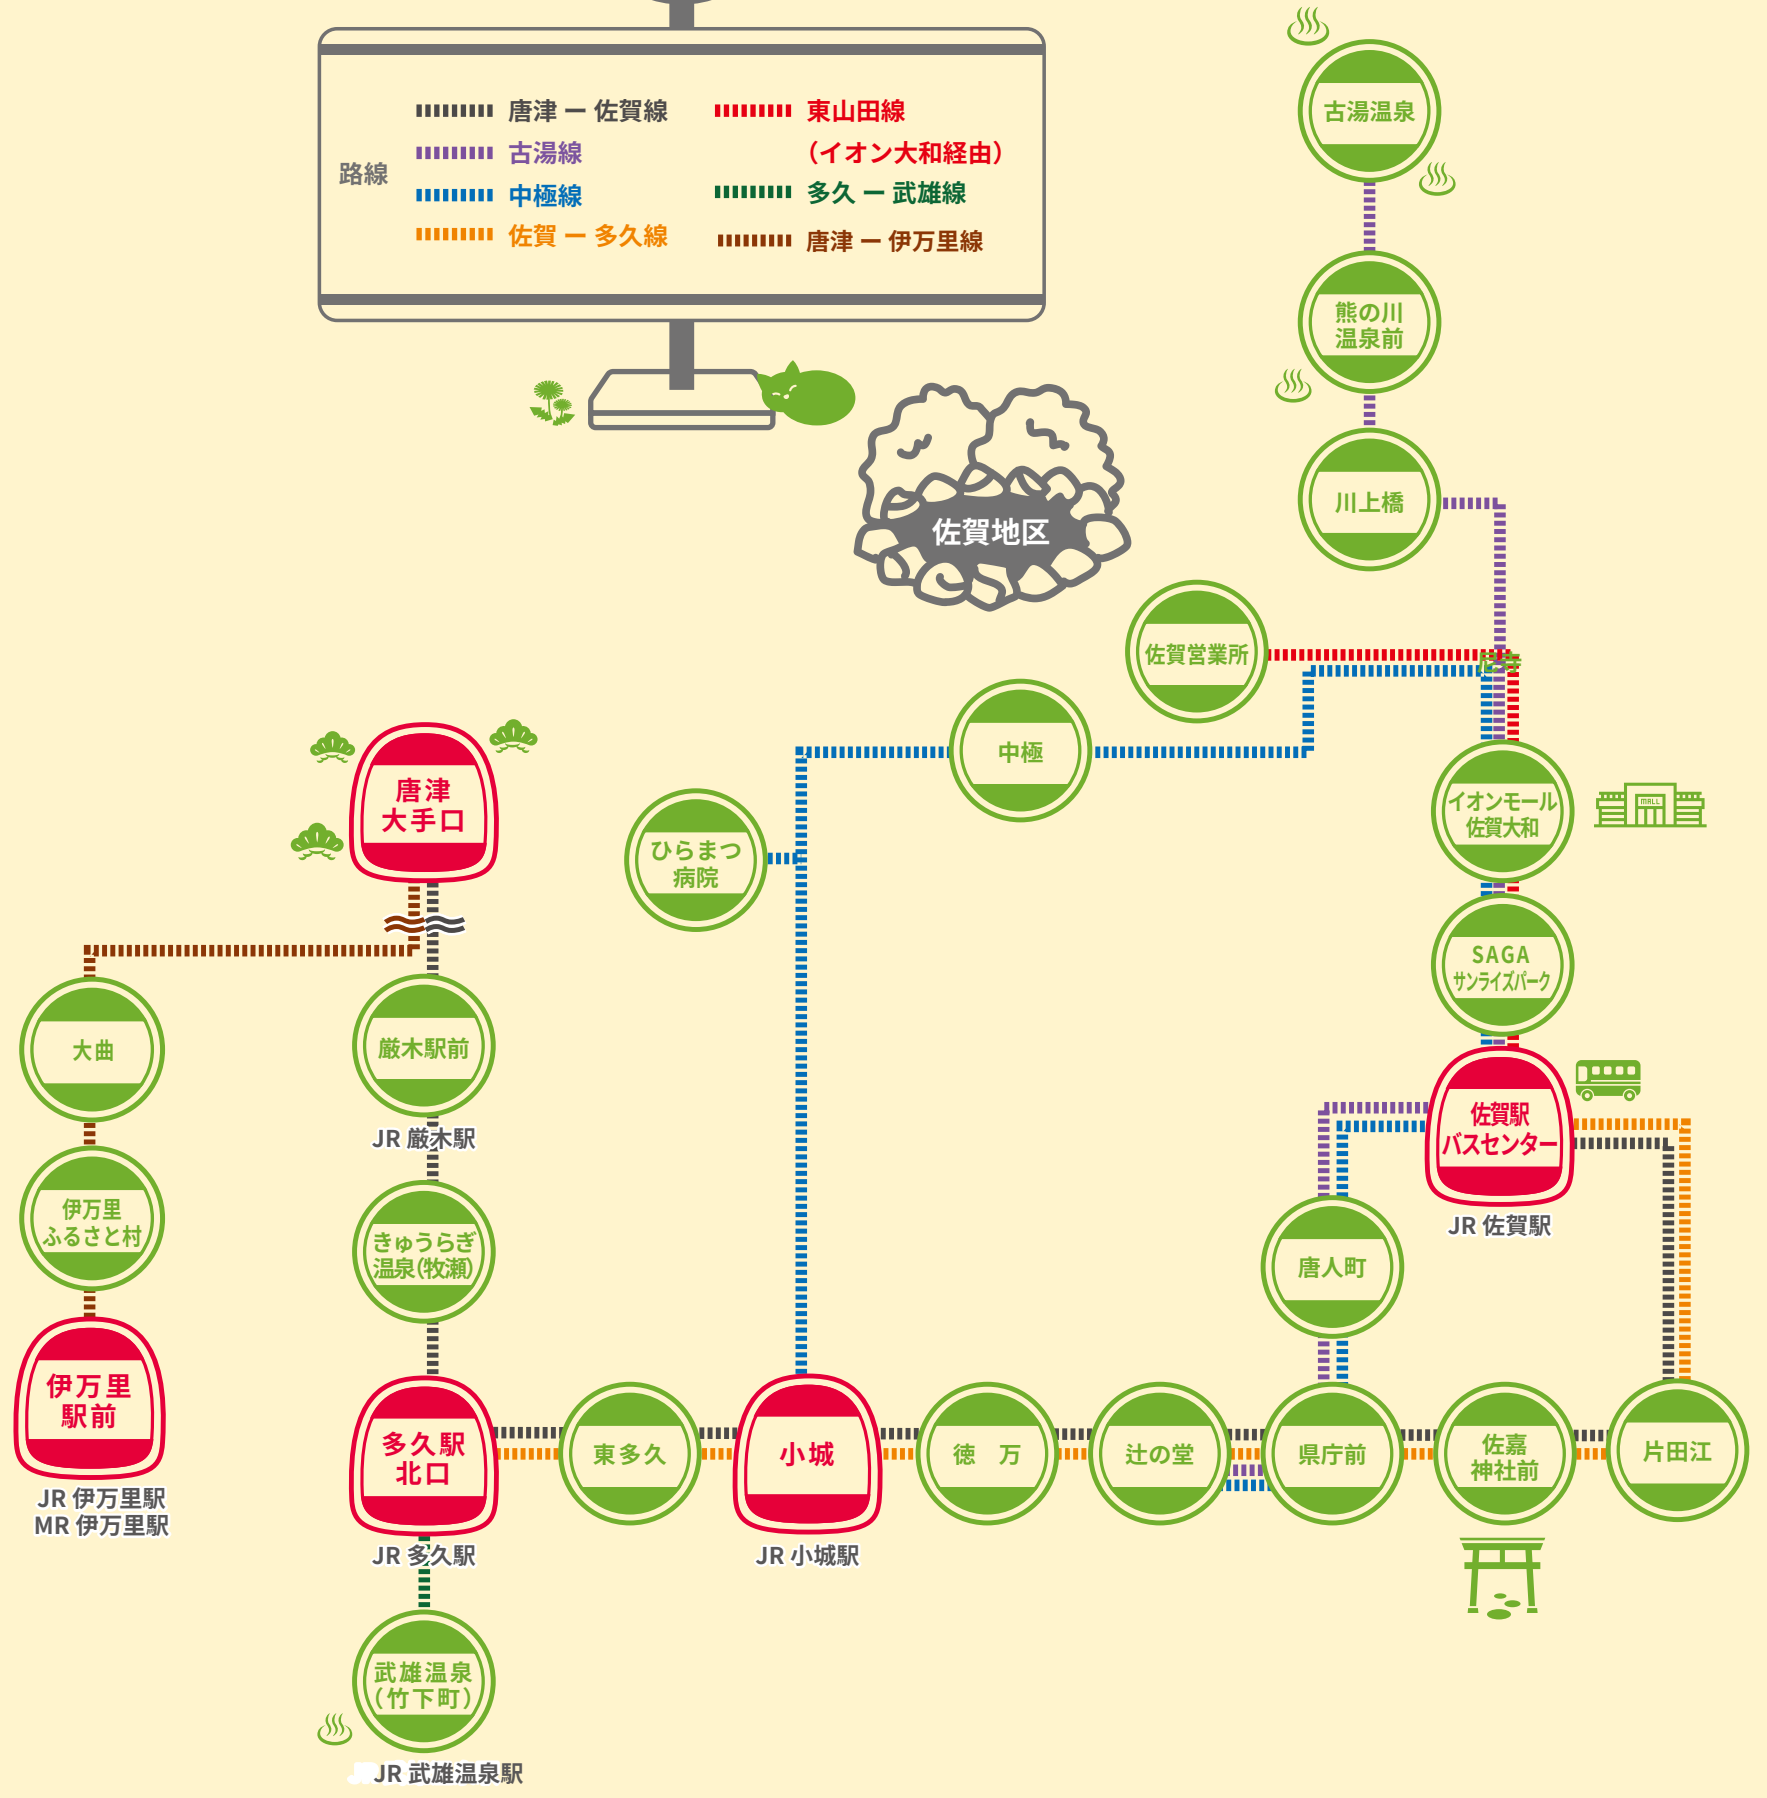 路線
唐津 ー 佐賀線
古湯線
中極線
佐賀 ー 多久線
東山田線
（イオン大和経由）
多久 ー 武雄線
唐津 ー 伊万里線
古湯温泉
熊の川
温泉前
川上橋
佐賀地区
佐賀営業所
尼寺
中極
イオンモール
佐賀大和
MALL
唐津
大手口
ひらまつ
病院
SAGA
サンライズパーク
大曲
厳木駅前
JR 厳木駅
佐賀駅
バスセンター
JR 佐賀駅
伊万里
ふるさと村
きゅうらぎ
温泉（牧瀬）
唐人町
伊万里
駅前
JR 伊万里駅
MR 伊万里駅
多久駅
北口
JR 多久駅
東多久
小城
JR 小城駅
徳　万
辻の堂
県庁前
佐嘉
神社前
片田江
武雄温泉
（竹下町）
JR 武雄温泉駅